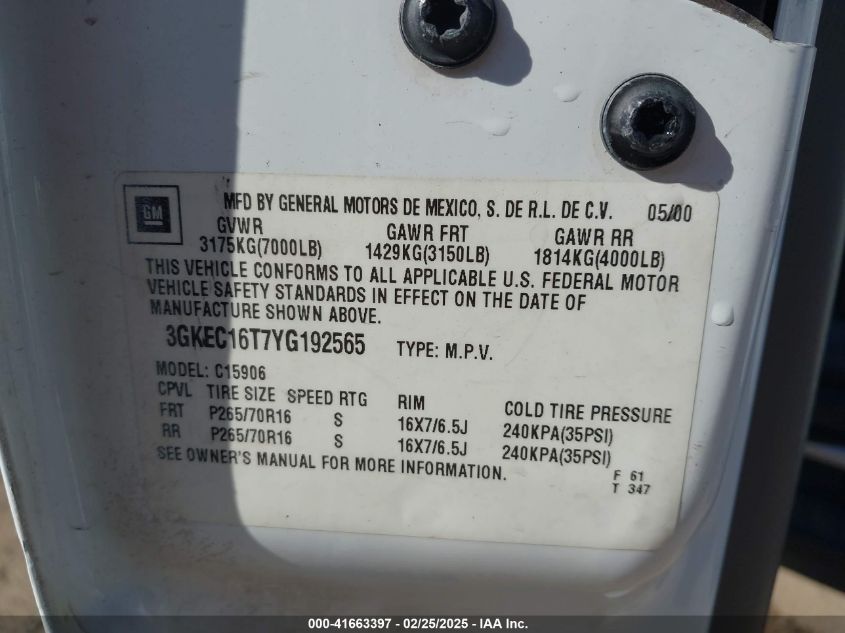 GM
MFD BY GENERAL MOTORS DE MEXICO, S. DE R.L. DE C.V. 05/00
GVWR GAWR FRT GAWR RR
3175KG(7000LB) 1429KG(3150LB) 1814KG(4000LB)
THIS VEHICLE CONFORMS TO ALL APPLICABLE U.S. FEDERAL MOTOR
VEHICLE SAFETY STANDARDS IN EFFECT ON THE DATE OF
MANUFACTURE SHOWN ABOVE.
3GKEC16T7YG192565 TYPE: M.P.V.
MODEL: C15906
CPVL TIRE SIZE SPEED RTG RIM COLD TIRE PRESSURE
FRT P265/70R16 S 16X7/6.5J 240KPA(35PSI)
RR P265/70R16 S 16X7/6.5J 240KPA(35PSI)
SEE OWNER'S MANUAL FOR MORE INFORMATION.
F 61
T 347
000-41663397 - 02/25/2025 - IAA Inc.